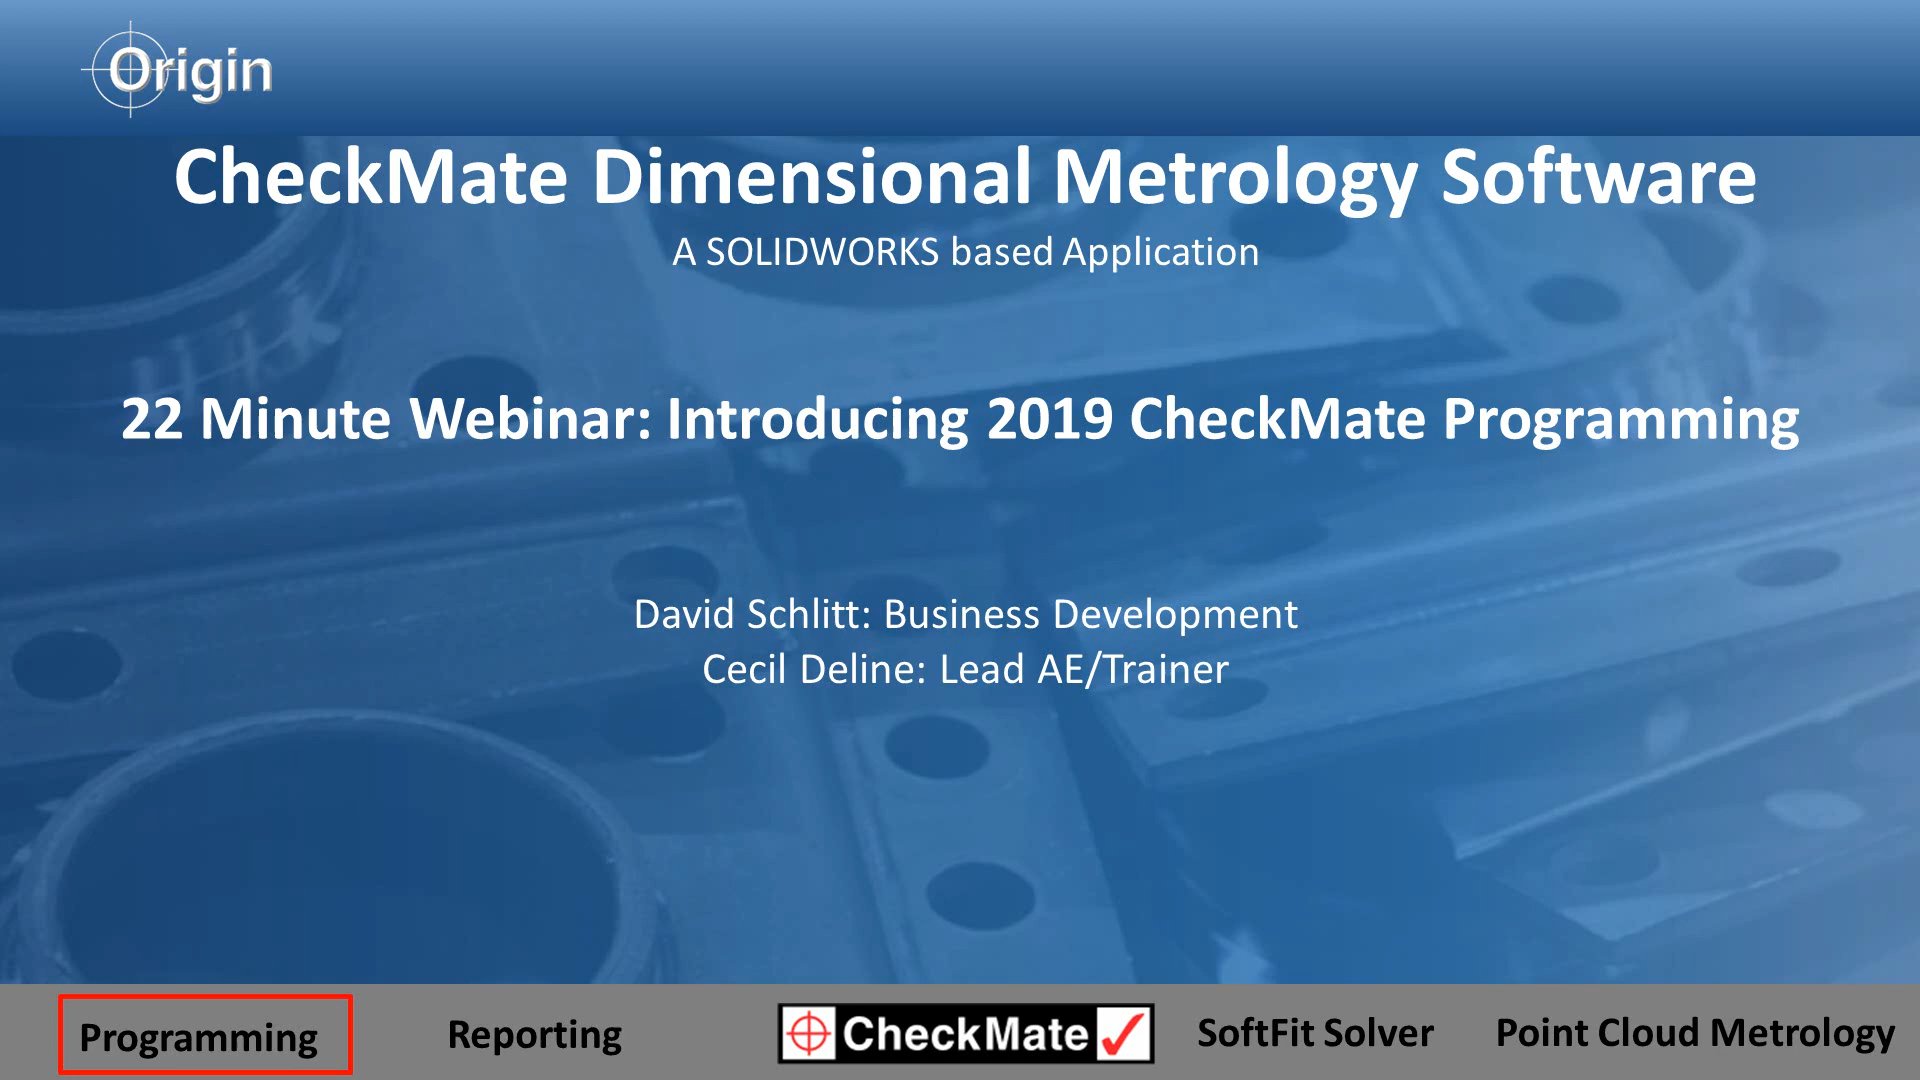 Origin
CheckMate Dimensional Metrology Software
A SOLIDWORKS based Application
22 Minute Webinar: Introducing 2019 CheckMate Programming
David Schlitt: Business Development
Cecil Deline: Lead AE/Trainer
Programming
Reporting
CheckMate
SoftFit Solver
Point Cloud Metrology